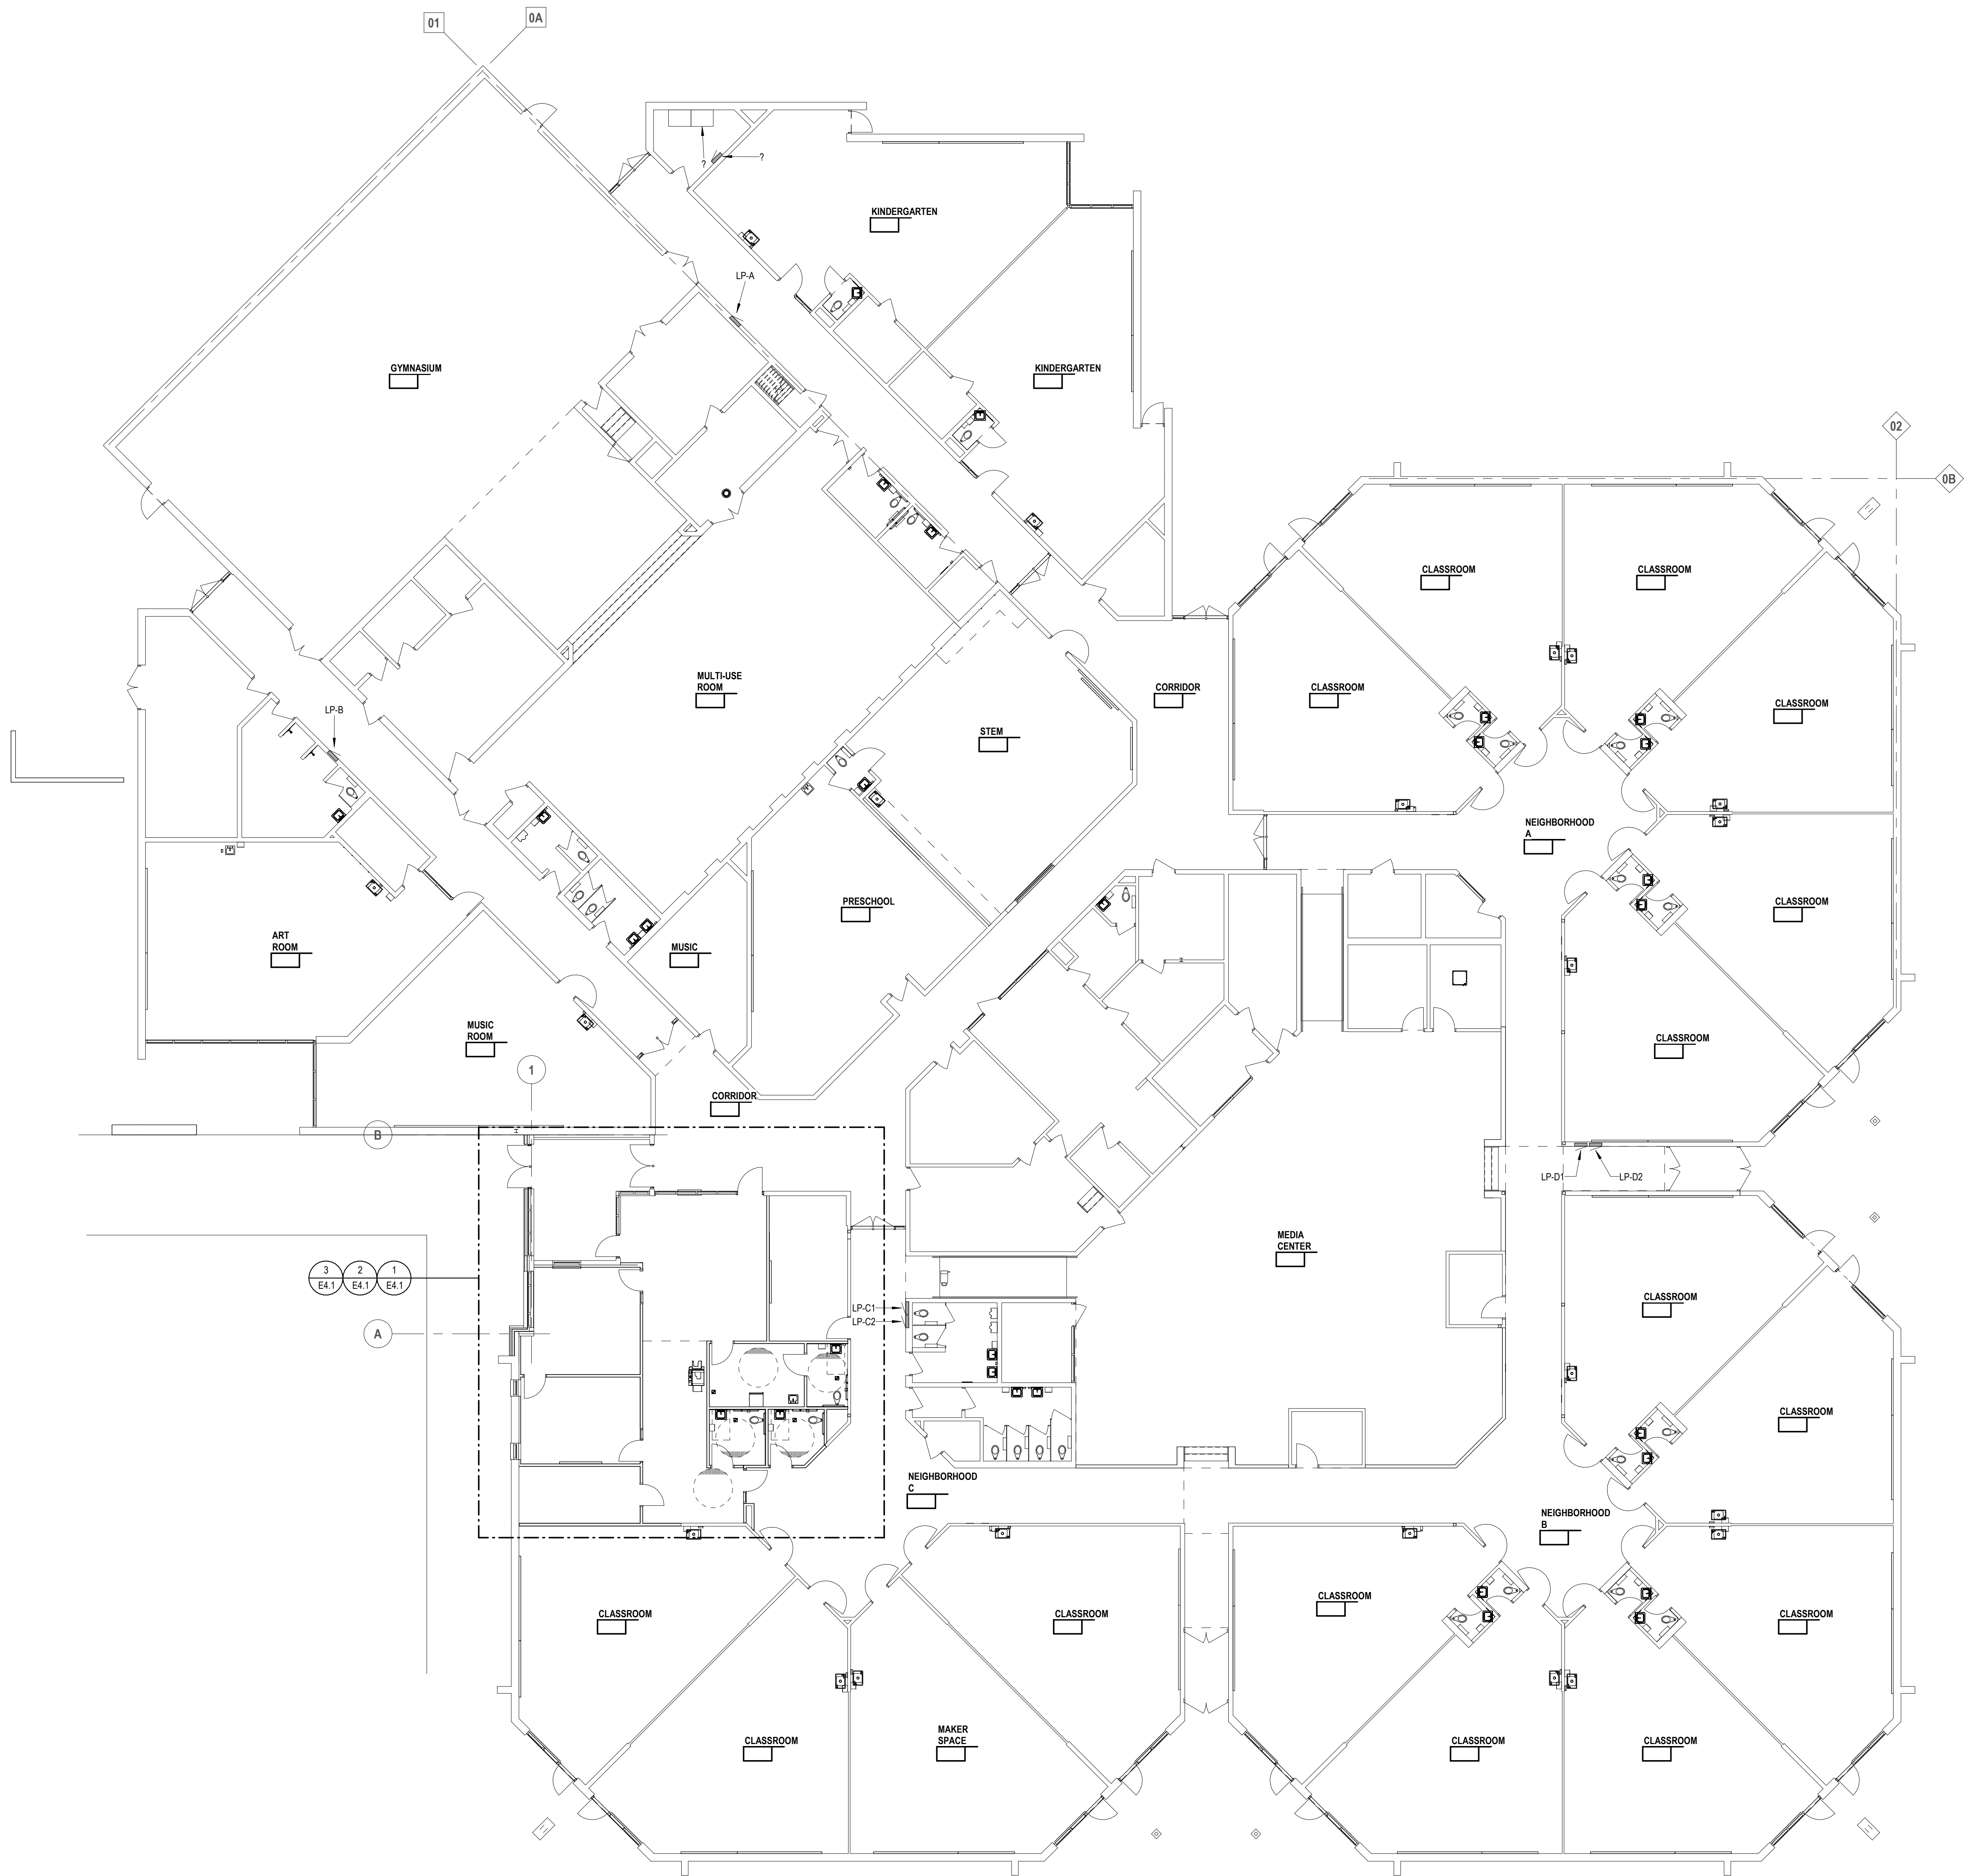 01
0A
?
?
KINDERGARTEN
LP-A
GYMNASIUM
KINDERGARTEN
02
0B
CLASSROOM
CLASSROOM
MULTI-USE
ROOM
CORRIDOR
CLASSROOM
CLASSROOM
LP-B
STEM
NEIGHBORHOOD
A
PRESCHOOL
CLASSROOM
ART
ROOM
MUSIC
MUSIC
ROOM
CLASSROOM
1
CORRIDOR
B
LP-D1
LP-D2
MEDIA
CENTER
3
E4.1
2
E4.1
1
E4.1
CLASSROOM
LP-C1
LP-C2
A
CLASSROOM
NEIGHBORHOOD
C
NEIGHBORHOOD
B
CLASSROOM
CLASSROOM
CLASSROOM
CLASSROOM
CLASSROOM
MAKER
SPACE
CLASSROOM
CLASSROOM